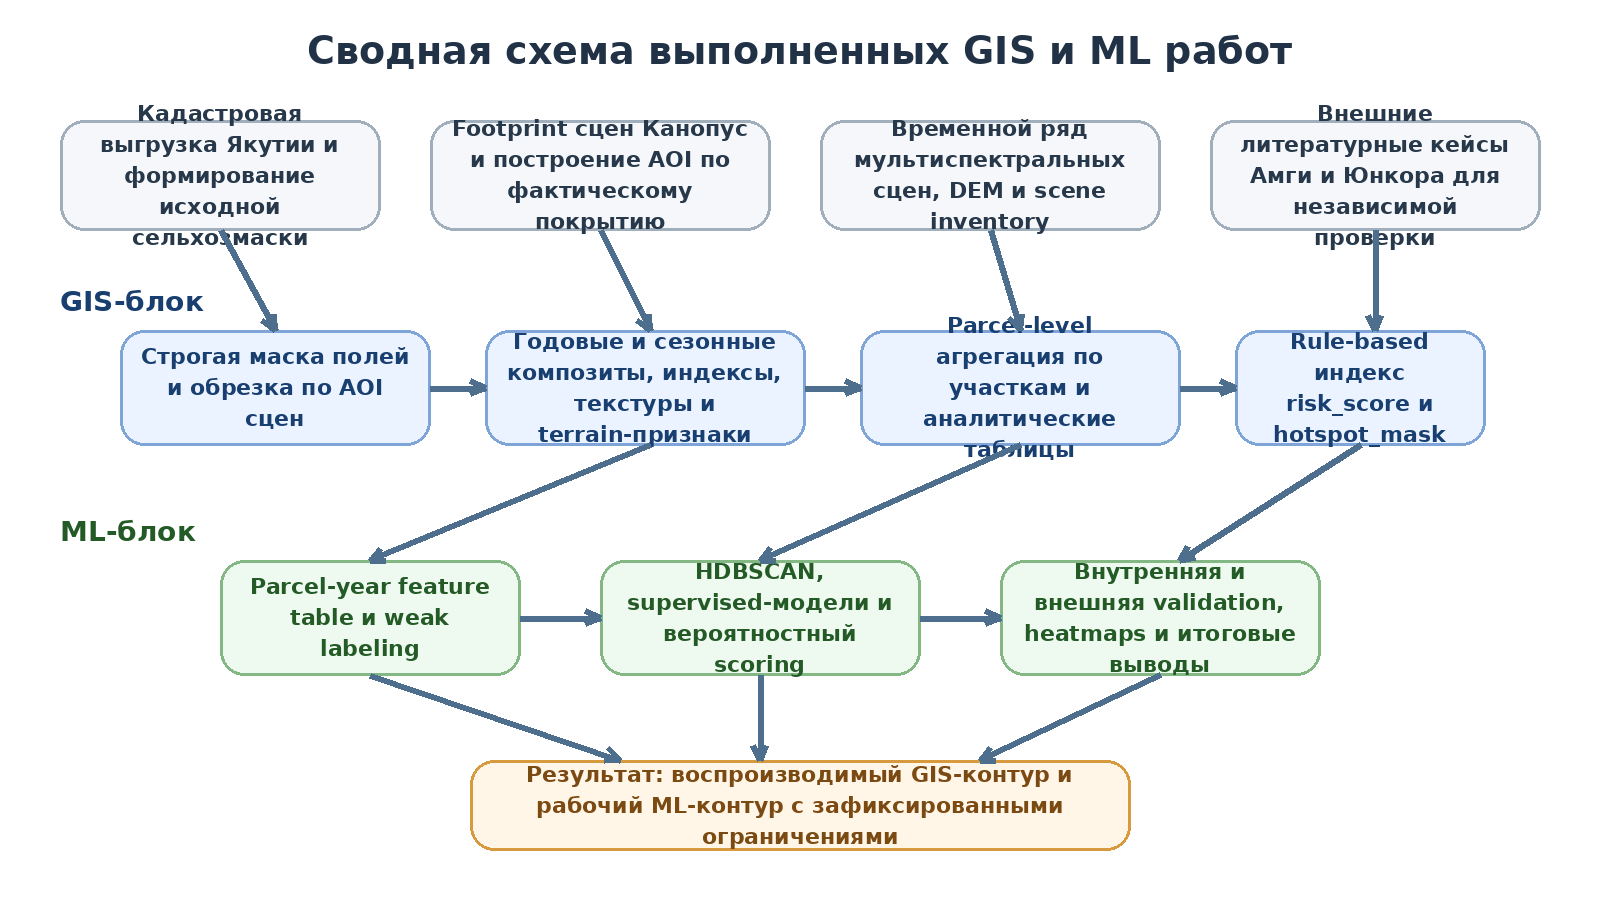 Сводная схема выполненных GIS и ML работ
Кадастровая
выгрузка Якутии и
формирование
исходной
сельхозмаски
Footprint сцен Канопус
и построение AOI по
фактическому
покрытию
Временной ряд
мультиспектральных
сцен, DEM и scene
inventory
Внешние
литературные кейсы
Амги и Юнкора для
независимой
проверки
GIS-блок
Строгая маска полей
и обрезка по AOI
сцен
Годовые и сезонные
композиты, индексы,
текстуры и
terrain-признаки
Parcel-level
агрегация по
участкам и
аналитические
таблицы
Rule-based
индекс
risk_score и
hotspot_mask
ML-блок
Parcel-year feature
table и weak
labeling
HDBSCAN,
supervised-модели и
вероятностный
scoring
Внутренняя и
внешняя validation,
heatmaps и итоговые
выводы
Результат: воспроизводимый GIS-контур и
рабочий ML-контур с зафиксированными
ограничениями